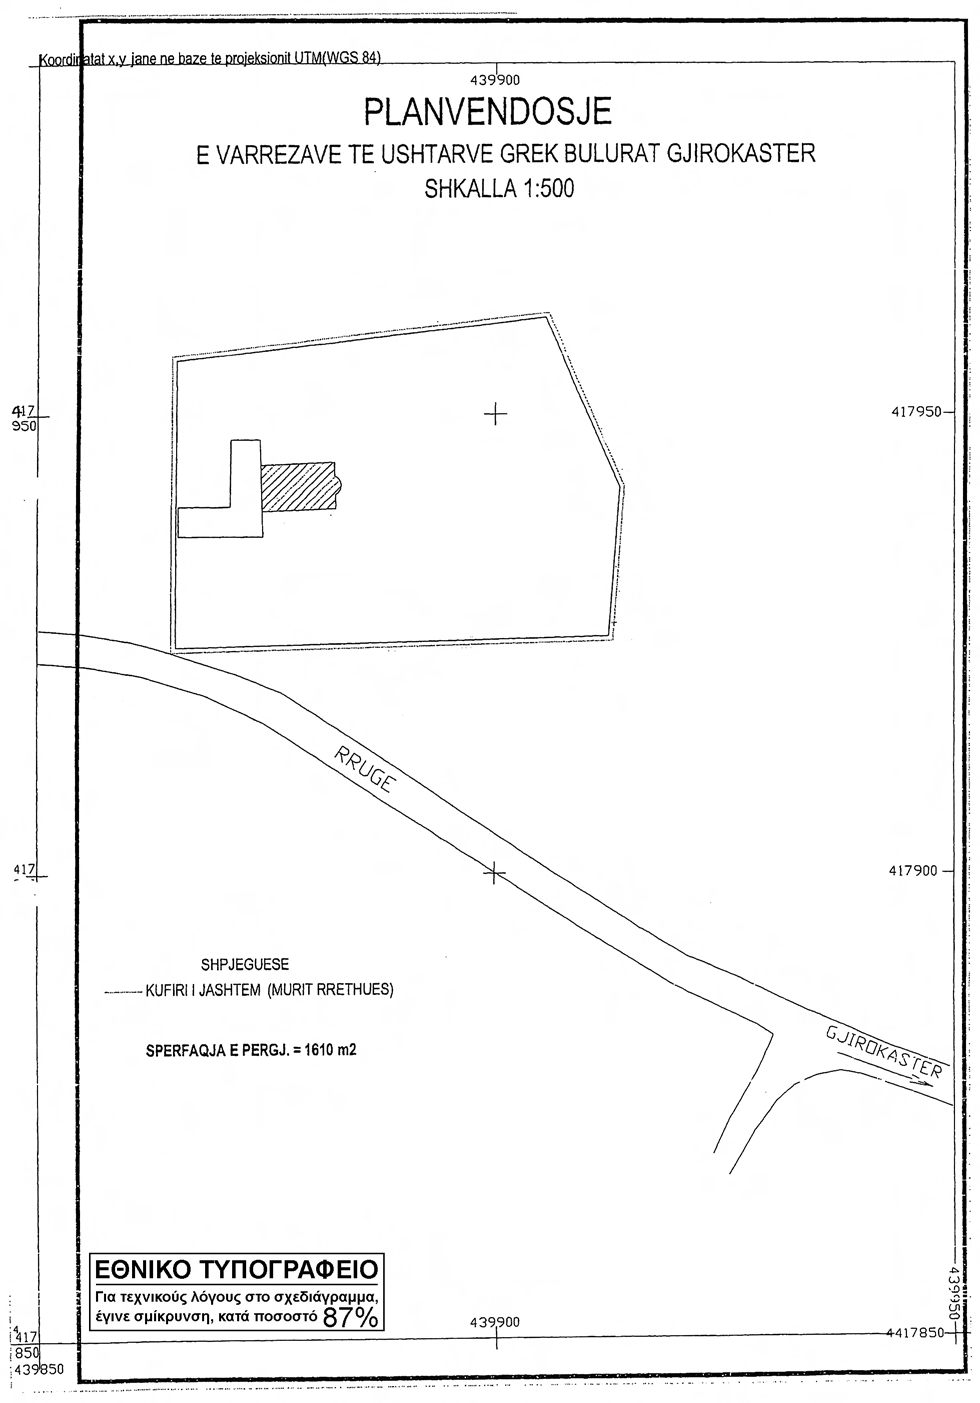 Koordinatat x,y jane ne baze te projeksionit UTM(WGS 84)
439900
PLANVENDOSJE
E VARREZAVE TE USHTARVE GREK BULURAT GJIROKASTER
SHKALLA 1:500
417
950
417950
RRUGE
417
417900
SHPJEGUESE
KUFIRI I JASHTEM (MURIT RRETHUES)
SPERFAQJA E PERGJ. = 1610 m2
GJIROKASTER
ΕΘΝΙΚΟ ΤΥΠΟΓΡΑΦΕΙΟ
Για τεχνικούς λόγους στο σχεδιάγραμμα,
έγινε σμίκρυνση, κατά ποσοστό 87%
439950
439900
417
850
417850
439850